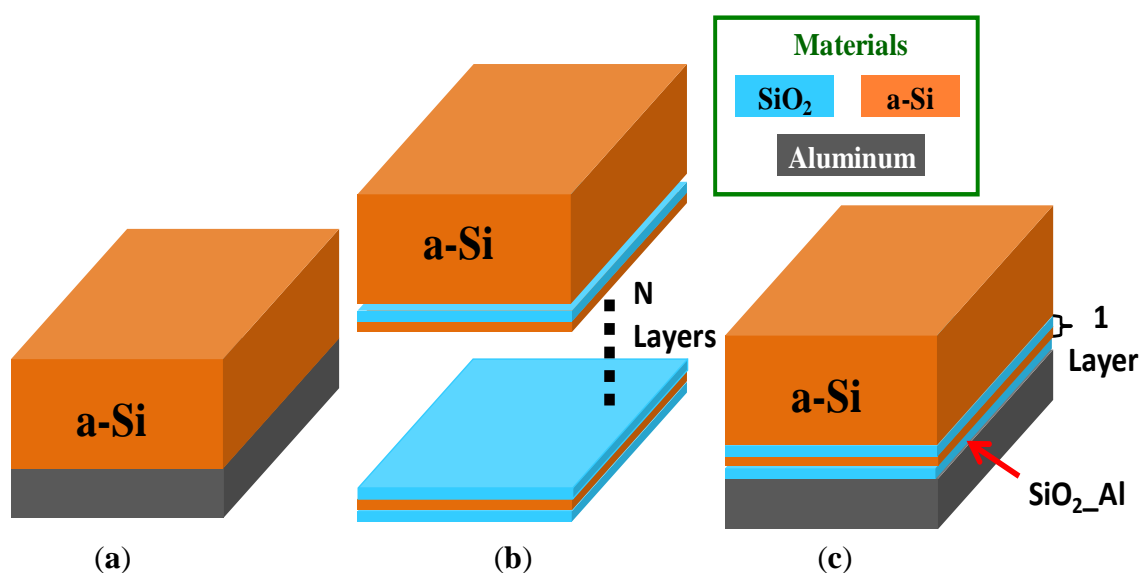 Materials
SiO₂ a-Si
Aluminum
a-Si
a-Si
a-Si
N
Layers
1
Layer
SiO₂_Al
(a) (b) (c)